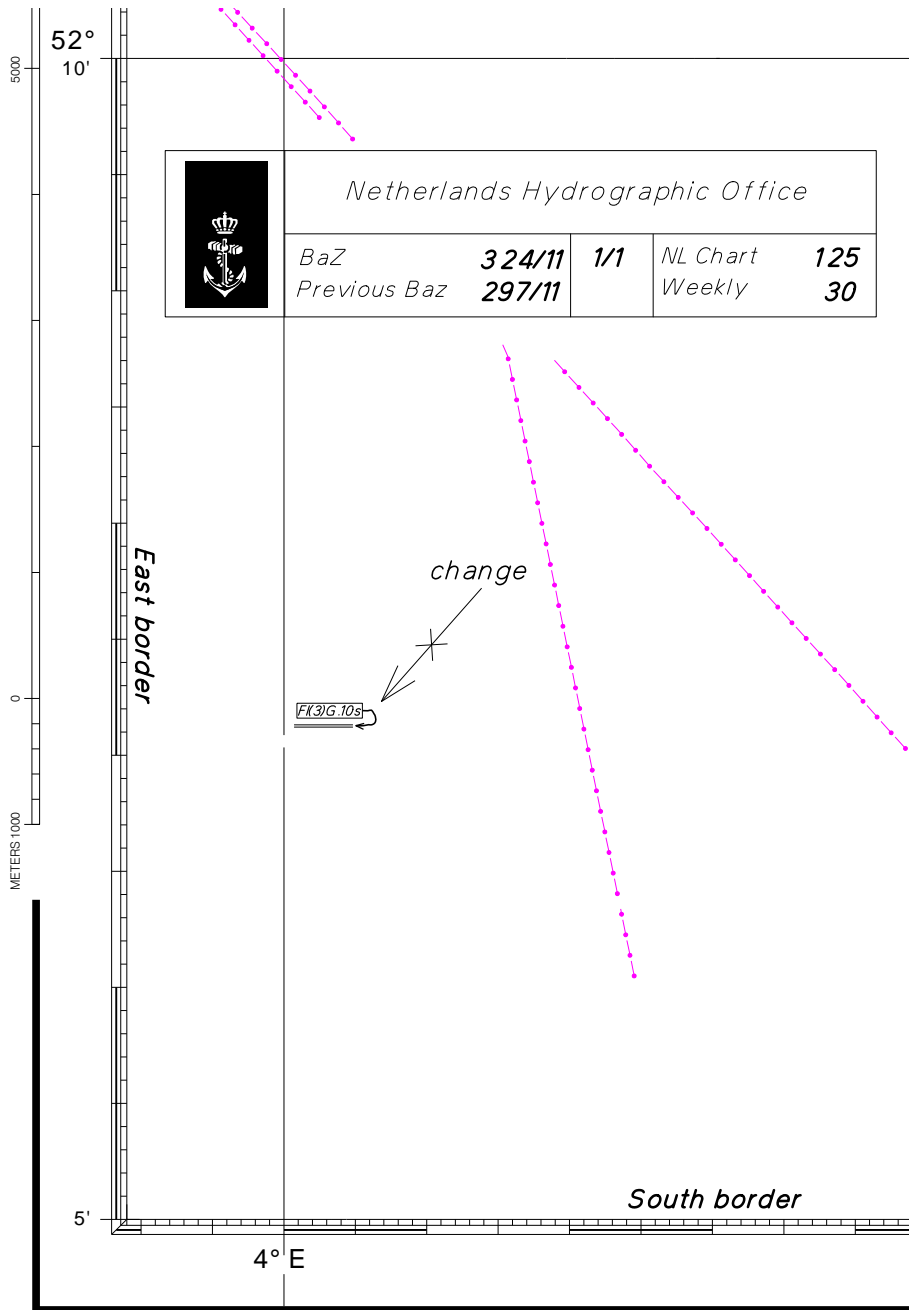 52°
10'
5000
Netherlands Hydrographic Office
BaZ 324/11 1/1 NL Chart 125
Previous Baz 297/11 Weekly 30
change
East border
0
Fl(3)G.10s
METERS 1000
South border
5'
4° E